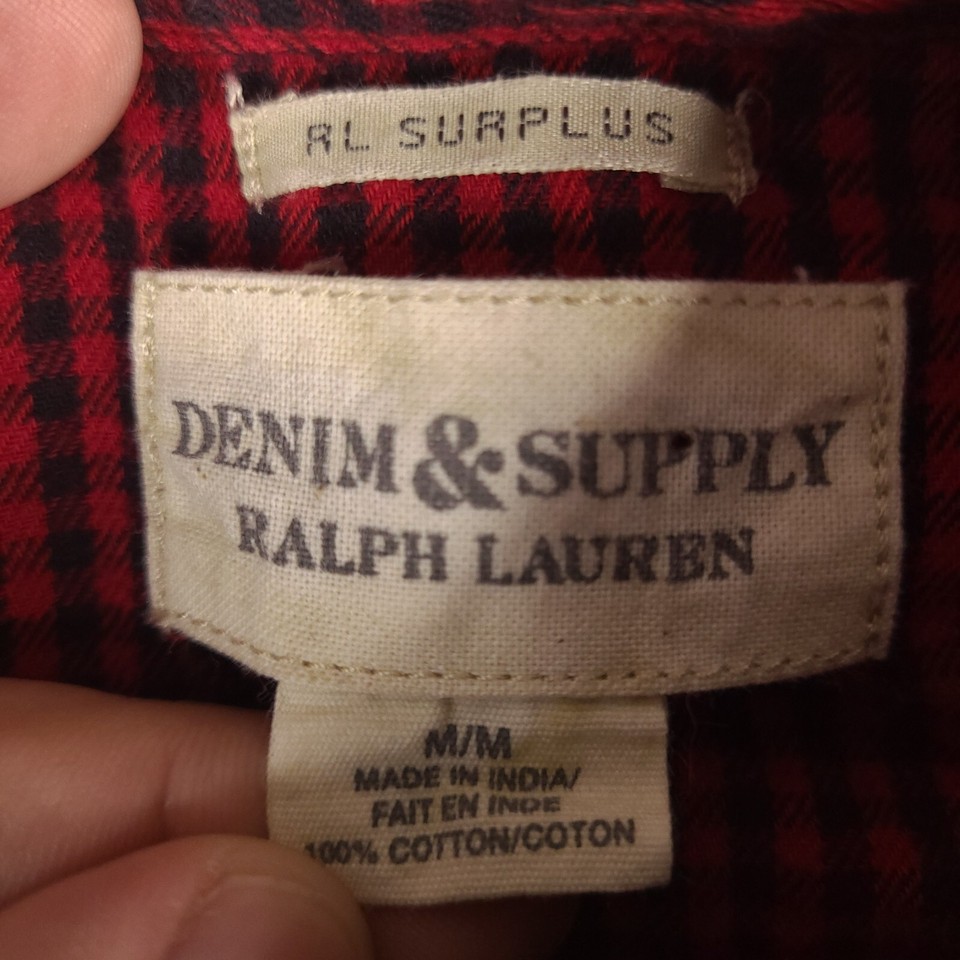 RL SURPLUS
DENIM & SUPPLY
RALPH LAUREN
M/M
MADE IN INDIA/
FAIT EN INDE
100% COTTON/COTON